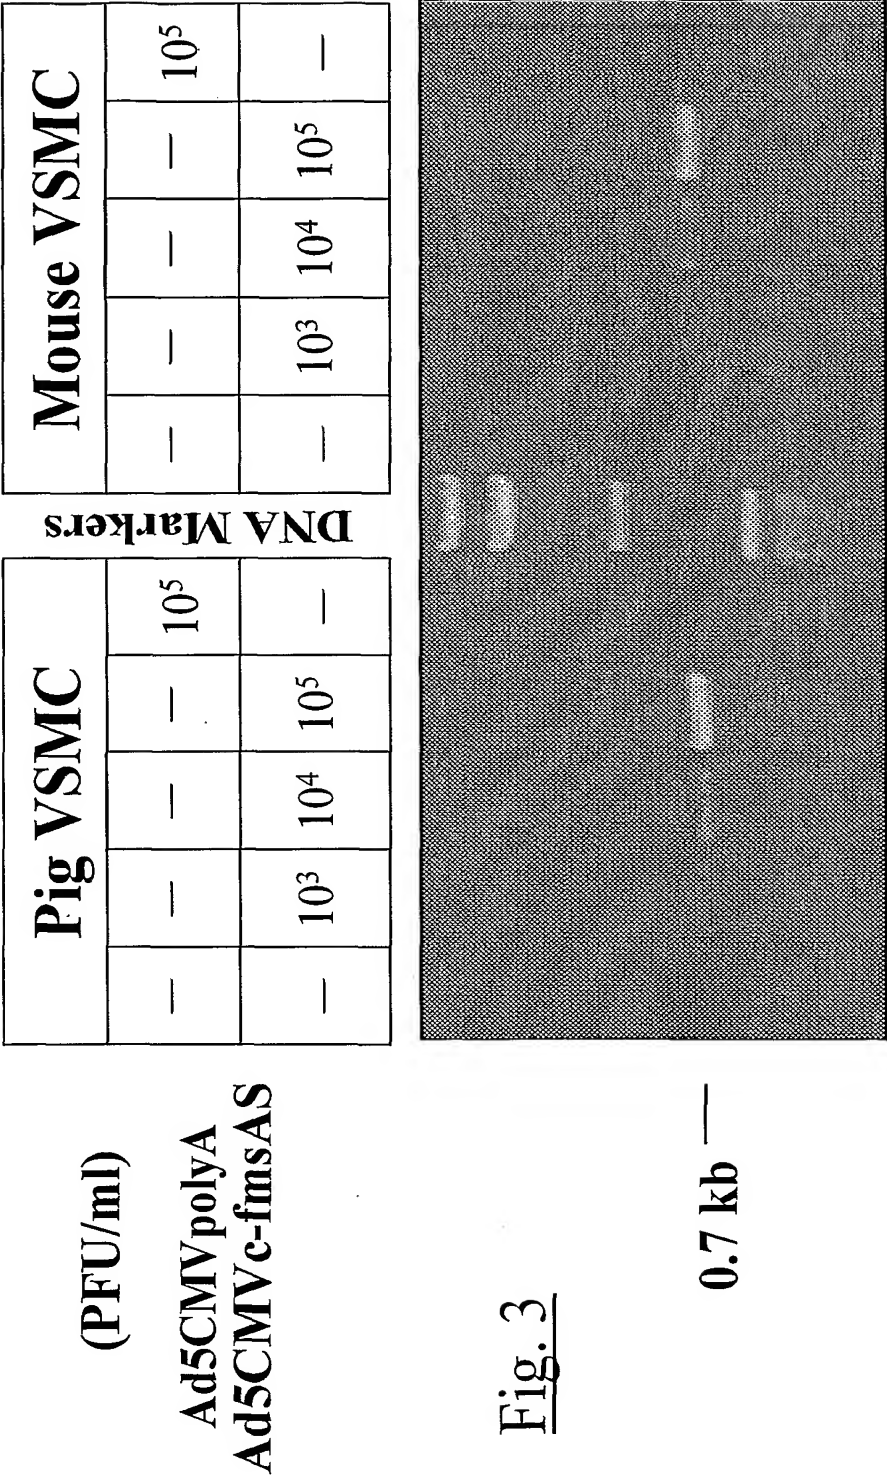 (PFU/ml) Pig VSMC DNA Markers Mouse VSMC
Ad5CMVpolyA — — — — 10⁵ — — — — 10⁵
Ad5CMVc-fmsAS — 10³ 10⁴ 10⁵ — — 10³ 10⁴ 10⁵ —
Fig. 3
0.7 kb —